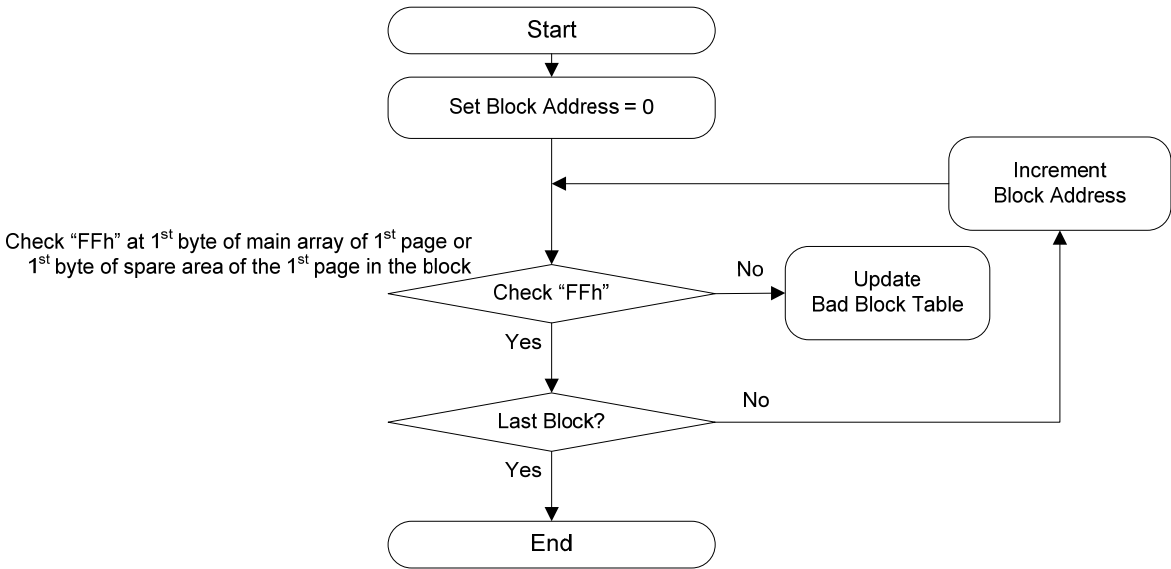 Start
Set Block Address = 0
Increment
Block Address
Check “FFh” at 1st byte of main array of 1st page or
1st byte of spare area of the 1st page in the block
Check “FFh”
No
Update
Bad Block Table
Yes
Last Block?
No
Yes
End